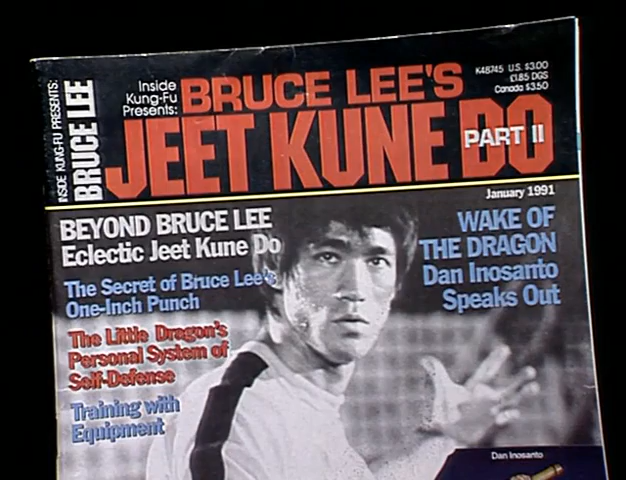 INSIDE KUNG-FU PRESENTS:
BRUCE LEE
Inside
Kung-Fu
Presents:
BRUCE LEE'S
JEET KUNE DO
PART II
K48745 U.S. $3.00
£1.85 DGS
Canada $3.50
January 1991
BEYOND BRUCE LEE
Eclectic Jeet Kune Do
The Secret of Bruce Lee's
One-Inch Punch
The Little Dragon's
Personal System of
Self-Defense
Training with
Equipment
WAKE OF
THE DRAGON
Dan Inosanto
Speaks Out
Dan Inosanto